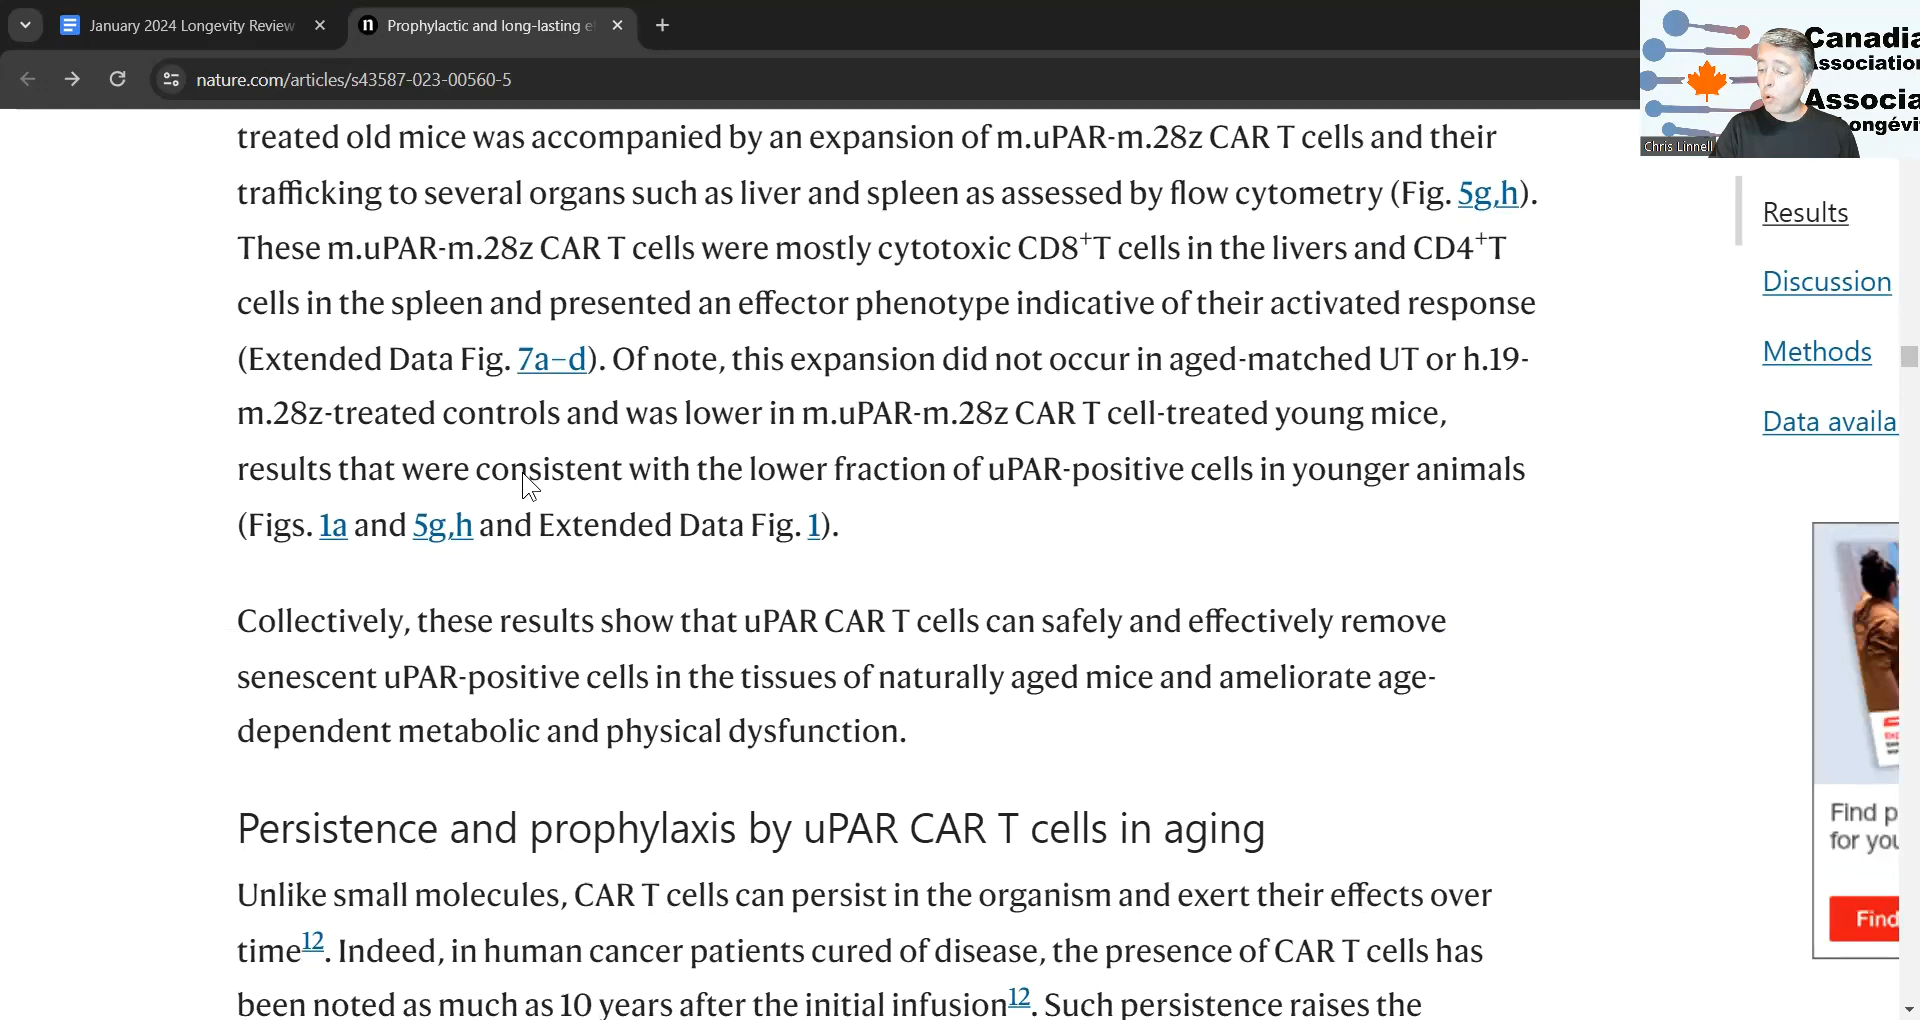 January 2024 Longevity Review
Prophylactic and long-lasting ef
nature.com/articles/s43587-023-00560-5
Canadia
Association
Associa
Longévi
Chris Linnell
treated old mice was accompanied by an expansion of m.uPAR-m.28z CAR T cells and their
trafficking to several organs such as liver and spleen as assessed by flow cytometry (Fig. 5g,h).
These m.uPAR-m.28z CAR T cells were mostly cytotoxic CD8⁺T cells in the livers and CD4⁺T
cells in the spleen and presented an effector phenotype indicative of their activated response
(Extended Data Fig. 7a–d). Of note, this expansion did not occur in aged-matched UT or h.19-
m.28z-treated controls and was lower in m.uPAR-m.28z CAR T cell-treated young mice,
results that were consistent with the lower fraction of uPAR-positive cells in younger animals
(Figs. 1a and 5g,h and Extended Data Fig. 1).
Collectively, these results show that uPAR CAR T cells can safely and effectively remove
senescent uPAR-positive cells in the tissues of naturally aged mice and ameliorate age-
dependent metabolic and physical dysfunction.
Persistence and prophylaxis by uPAR CAR T cells in aging
Unlike small molecules, CAR T cells can persist in the organism and exert their effects over
time¹². Indeed, in human cancer patients cured of disease, the presence of CAR T cells has
been noted as much as 10 years after the initial infusion¹². Such persistence raises the
Results
Discussion
Methods
Data availa
Find p
for you
Find